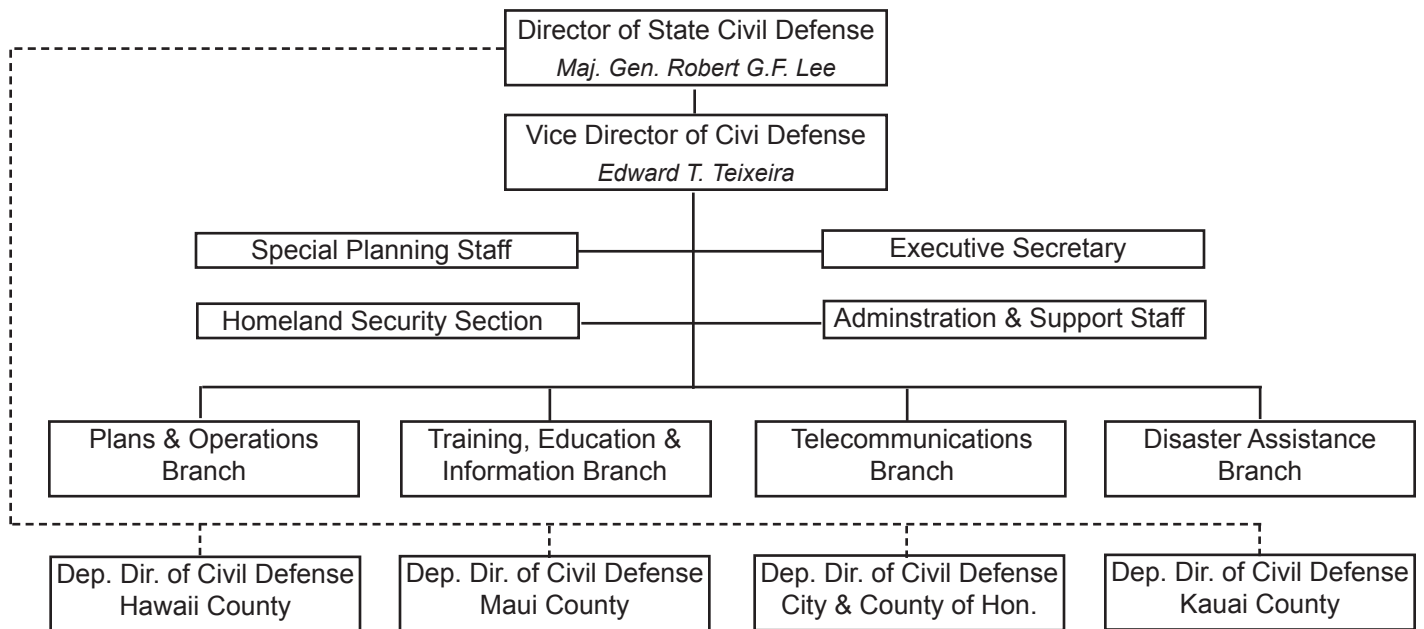 Director of State Civil Defense
Maj. Gen. Robert G.F. Lee
Vice Director of Civi Defense
Edward T. Teixeira
Special Planning Staff
Executive Secretary
Homeland Security Section
Adminstration & Support Staff
Plans & Operations
Branch
Training, Education &
Information Branch
Telecommunications
Branch
Disaster Assistance
Branch
Dep. Dir. of Civil Defense
Hawaii County
Dep. Dir. of Civil Defense
Maui County
Dep. Dir. of Civil Defense
City & County of Hon.
Dep. Dir. of Civil Defense
Kauai County